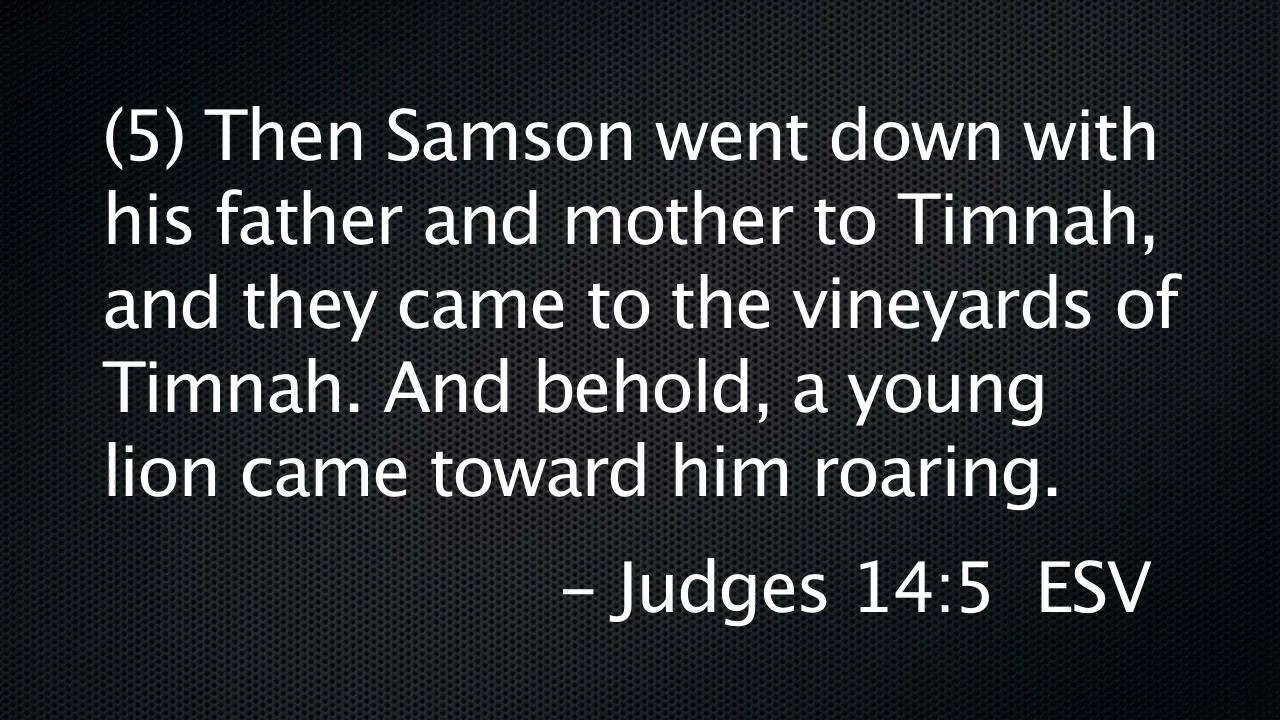 (5) Then Samson went down with
his father and mother to Timnah,
and they came to the vineyards of
Timnah. And behold, a young
lion came toward him roaring.
– Judges 14:5  ESV